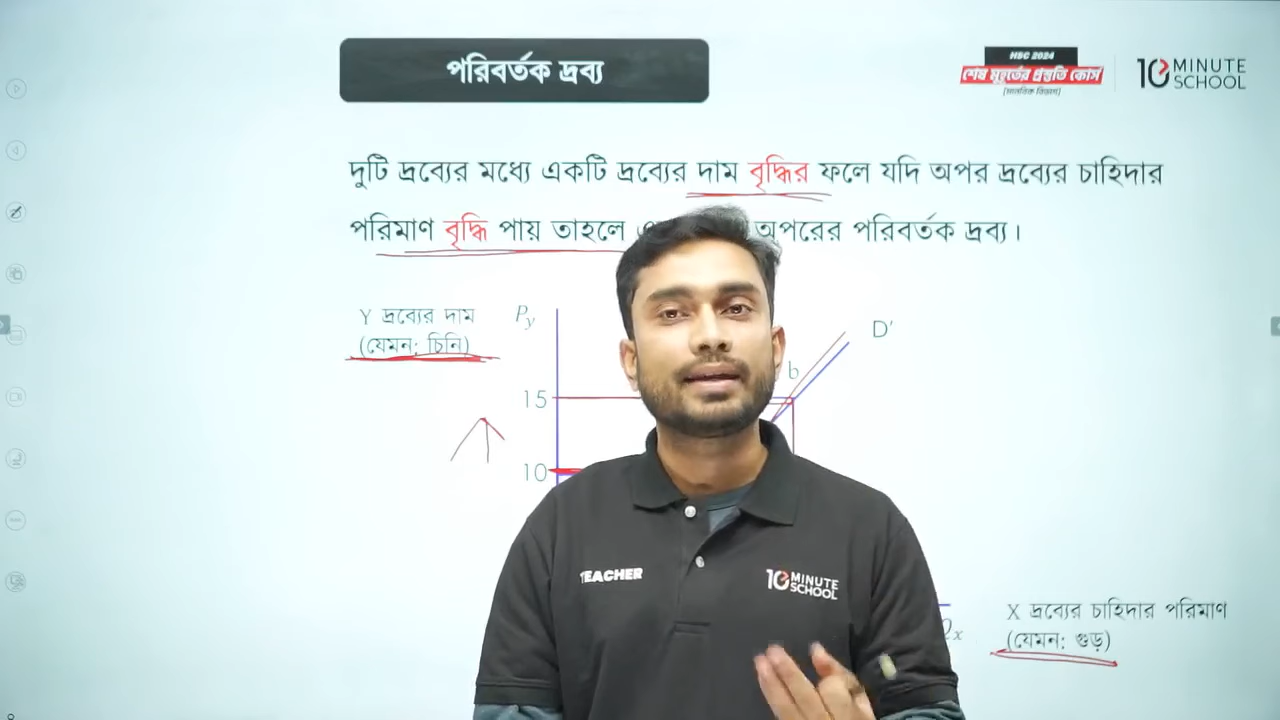 পরিবর্তক দ্রব্য
HSC 2024
শেষ মুহূর্তের প্রস্তুতি কোর্স
[মানবিক বিভাগ]
10 MINUTE SCHOOL
দুটি দ্রব্যের মধ্যে একটি দ্রব্যের দাম বৃদ্ধির ফলে যদি অপর দ্রব্যের চাহিদার
পরিমাণ বৃদ্ধি পায় তাহলে অপরের পরিবর্তক দ্রব্য।
Y দ্রব্যের দাম
(যেমন: চিনি)
Py
D'
b
15
10
TEACHER
10 MINUTE SCHOOL
X দ্রব্যের চাহিদার পরিমাণ
(যেমন: গুড়)